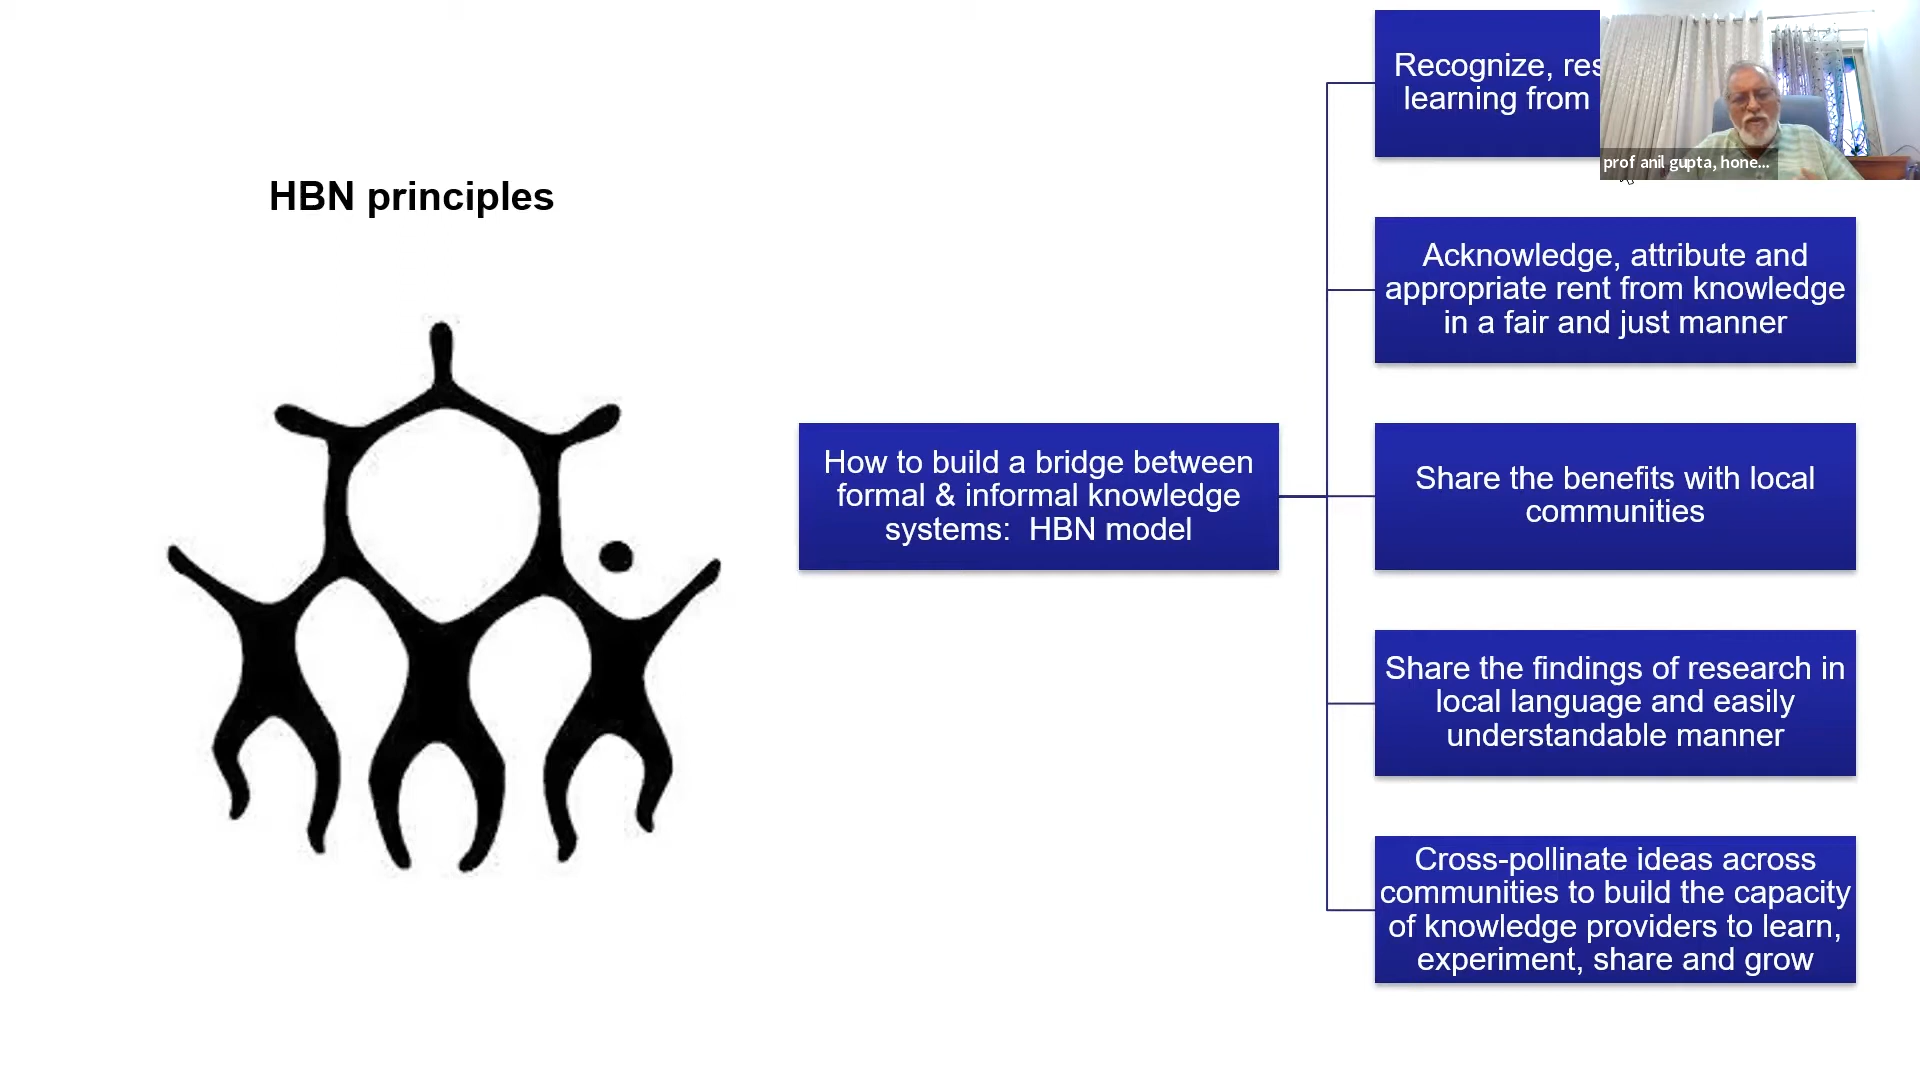 HBN principles
How to build a bridge between
formal & informal knowledge
systems:  HBN model
Recognize,
learning from
Acknowledge, attribute and
appropriate rent from knowledge
in a fair and just manner
Share the benefits with local
communities
Share the findings of research in
local language and easily
understandable manner
Cross-pollinate ideas across
communities to build the capacity
of knowledge providers to learn,
experiment, share and grow
prof anil gupta, hone...